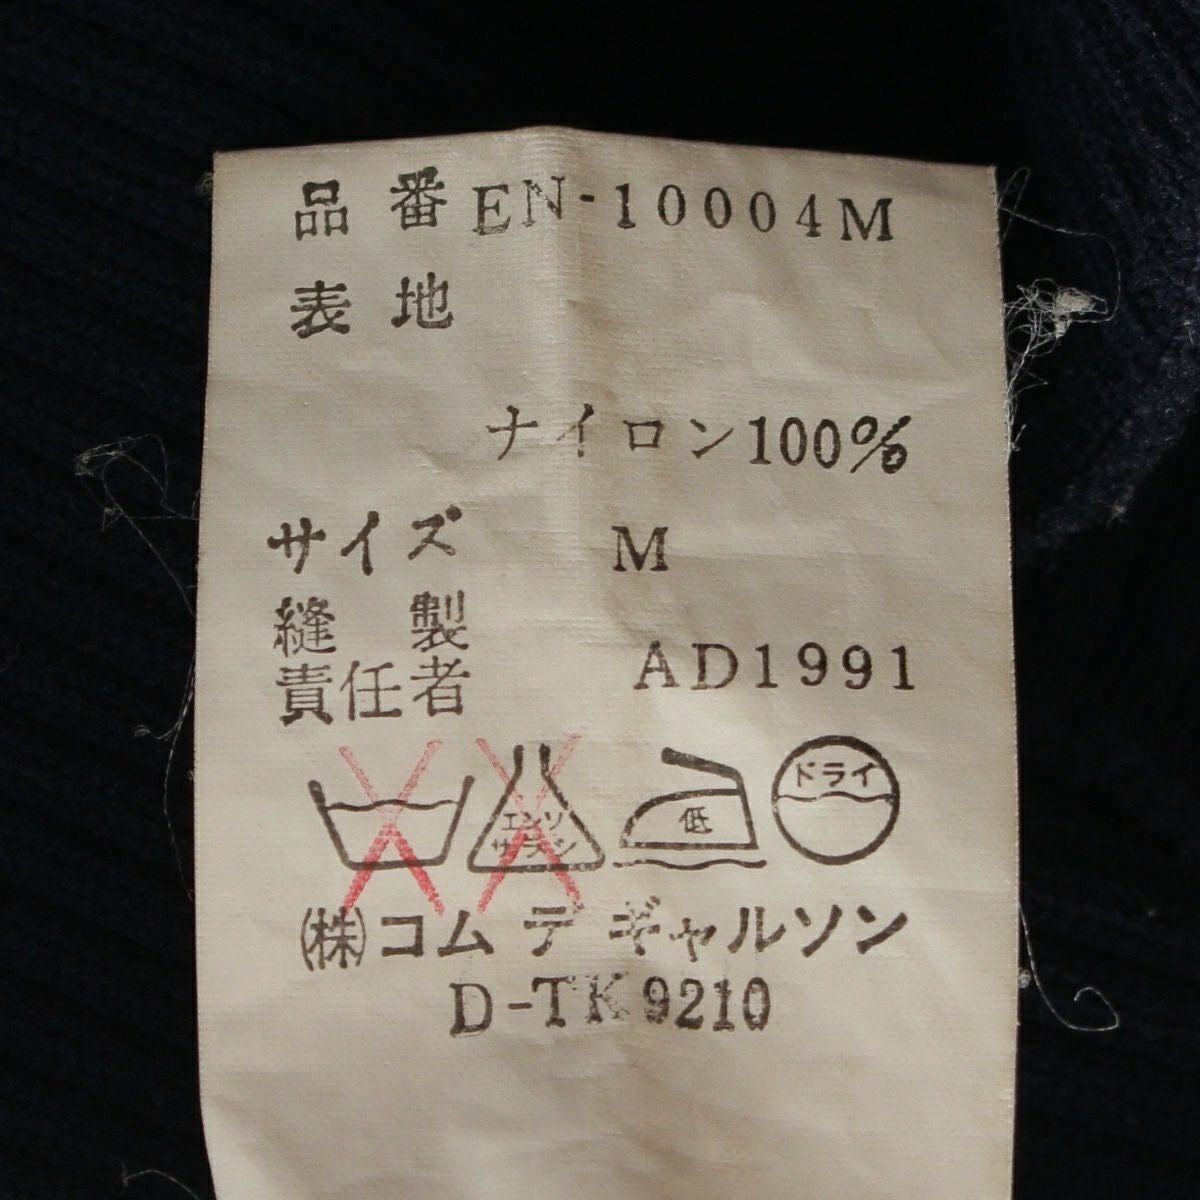 品番 EN-10004M
表地
ナイロン100%
サイズ M
縫製
責任者 AD1991
エンソ サラシ 低 ドライ
(株)コム デ ギャルソン
D-TK9210